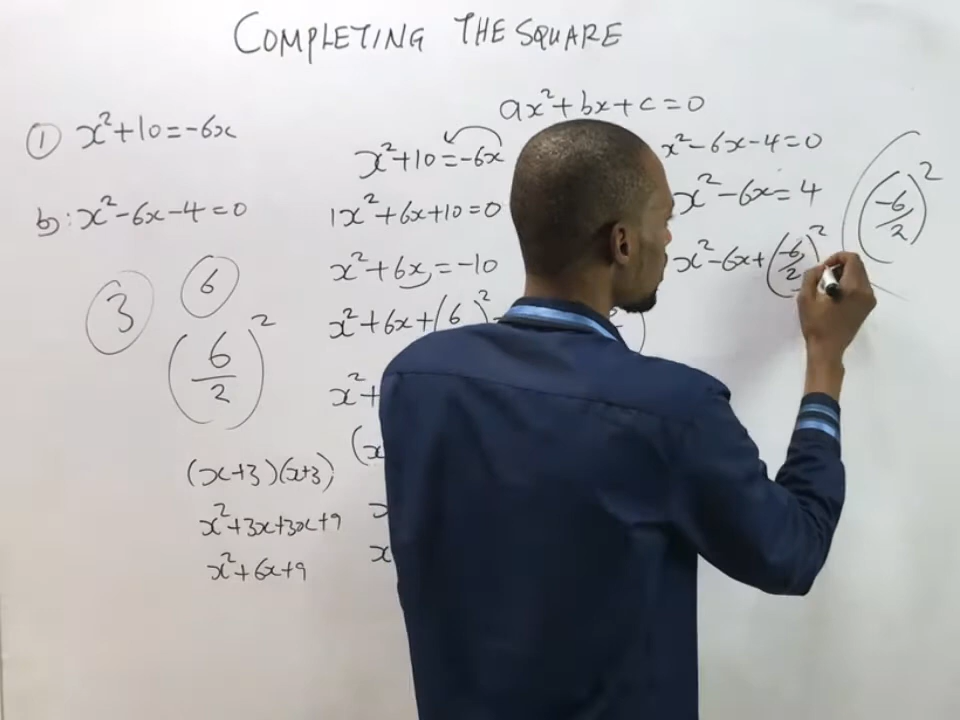 COMPLETING THE SQUARE
ax²+bx+c=0
① x²+10=-6x
b: x²-6x-4=0
3
6
(6/2)²
(x+3)(x+3)
x²+3x+3x+9
x²+6x+9
x²+10=-6x
1x²+6x+10=0
x²+6x=-10
x²+6x+(6
x²+
(x
x
x
x²-6x-4=0
x²-6x=4
x²-6x+(-6/2)²
(-6/2)²